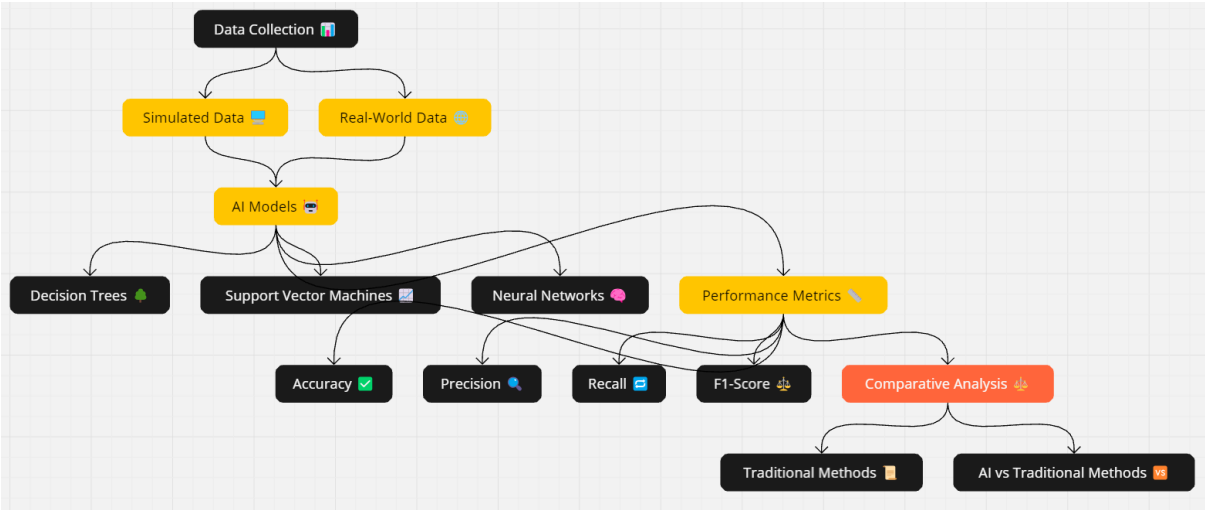 Data Collection 📊
Simulated Data 🖥️
Real-World Data 🌐
AI Models 🤖
Decision Trees 🌳
Support Vector Machines 📈
Neural Networks 🧠
Performance Metrics 📏
Accuracy ✅
Precision 🔍
Recall 🔁
F1-Score ⚖️
Comparative Analysis ⚖️
Traditional Methods 📜
AI vs Traditional Methods 🆚